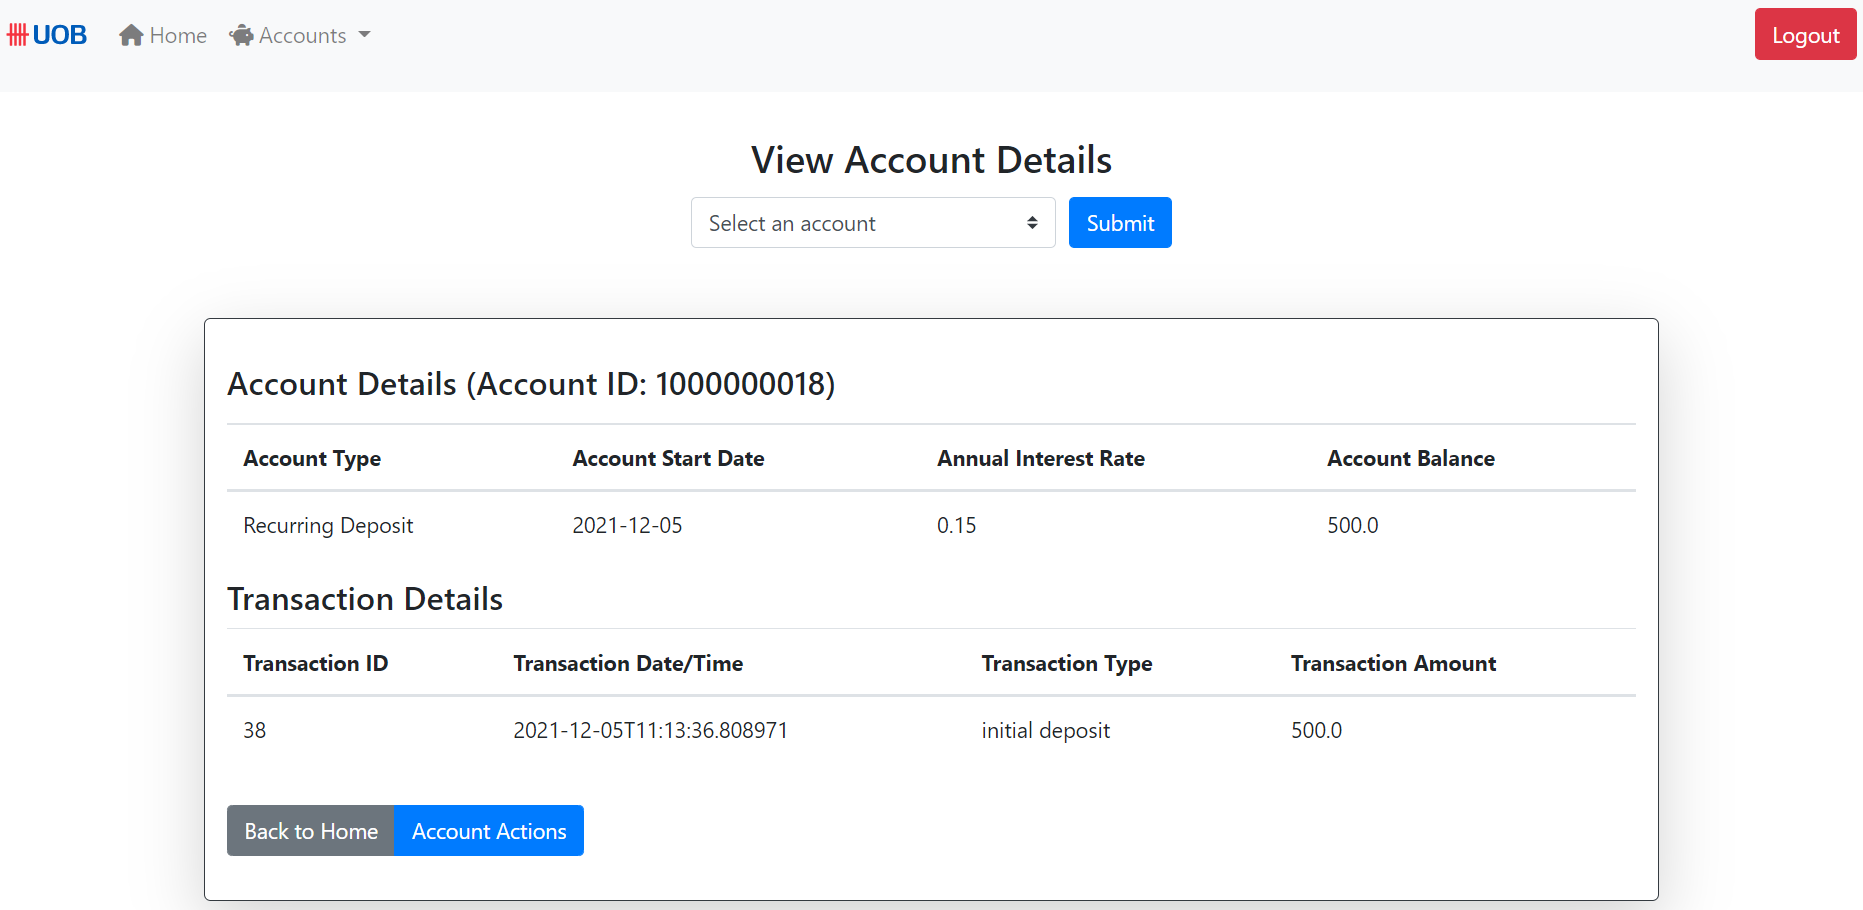 UOB Home Accounts Logout
View Account Details
Select an account Submit
Account Details (Account ID: 1000000018)
Account Type Account Start Date Annual Interest Rate Account Balance
Recurring Deposit 2021-12-05 0.15 500.0
Transaction Details
Transaction ID Transaction Date/Time Transaction Type Transaction Amount
38 2021-12-05T11:13:36.808971 initial deposit 500.0
Back to Home Account Actions